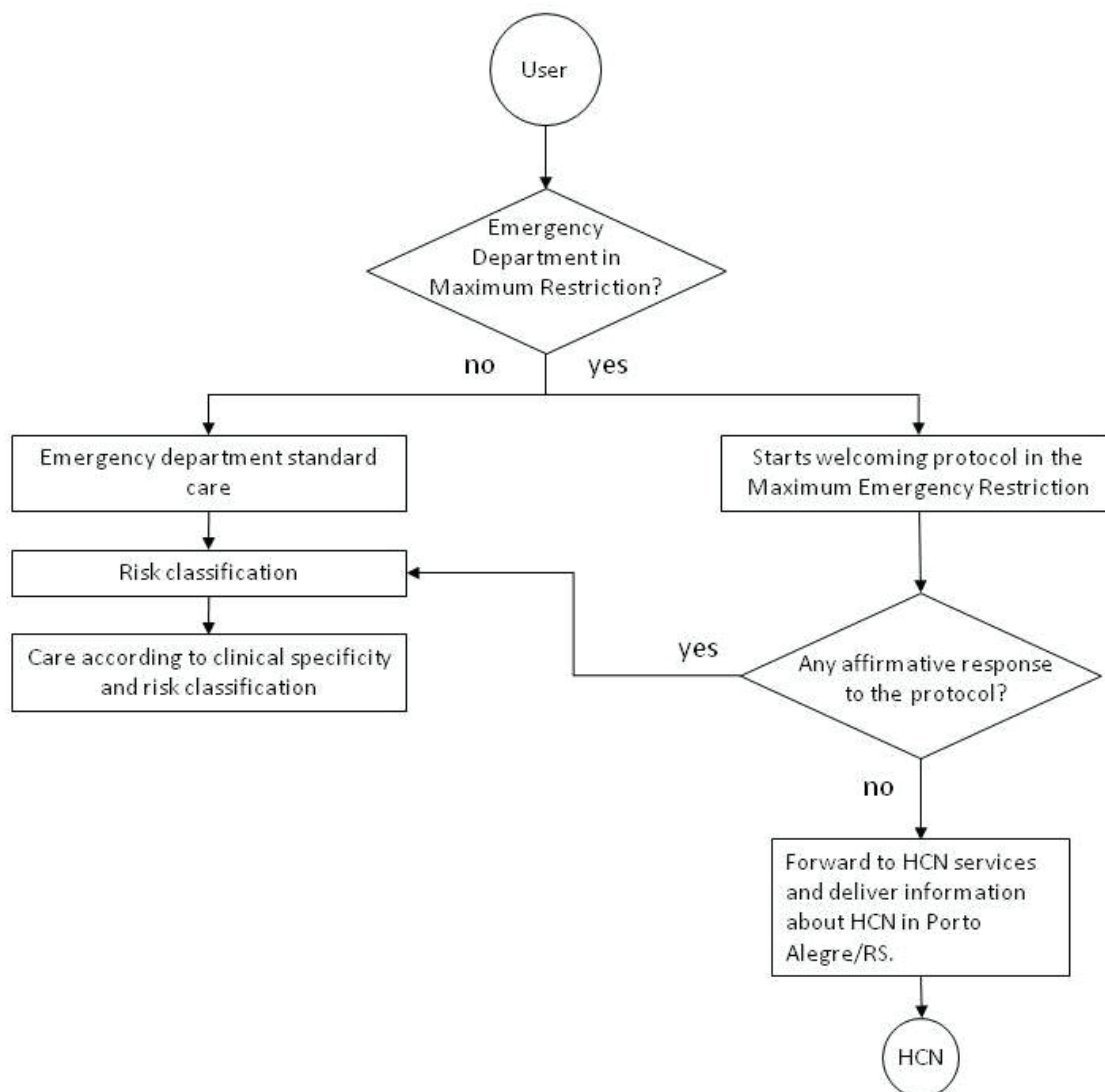 User
Emergency
Department in
Maximum Restriction?
no
yes
Emergency department standard
care
Starts welcoming protocol in the
Maximum Emergency Restriction
Risk classification
Care according to clinical specificity
and risk classification
yes
Any affirmative response
to the protocol?
no
Forward to HCN services
and deliver information
about HCN in Porto
Alegre/RS.
HCN